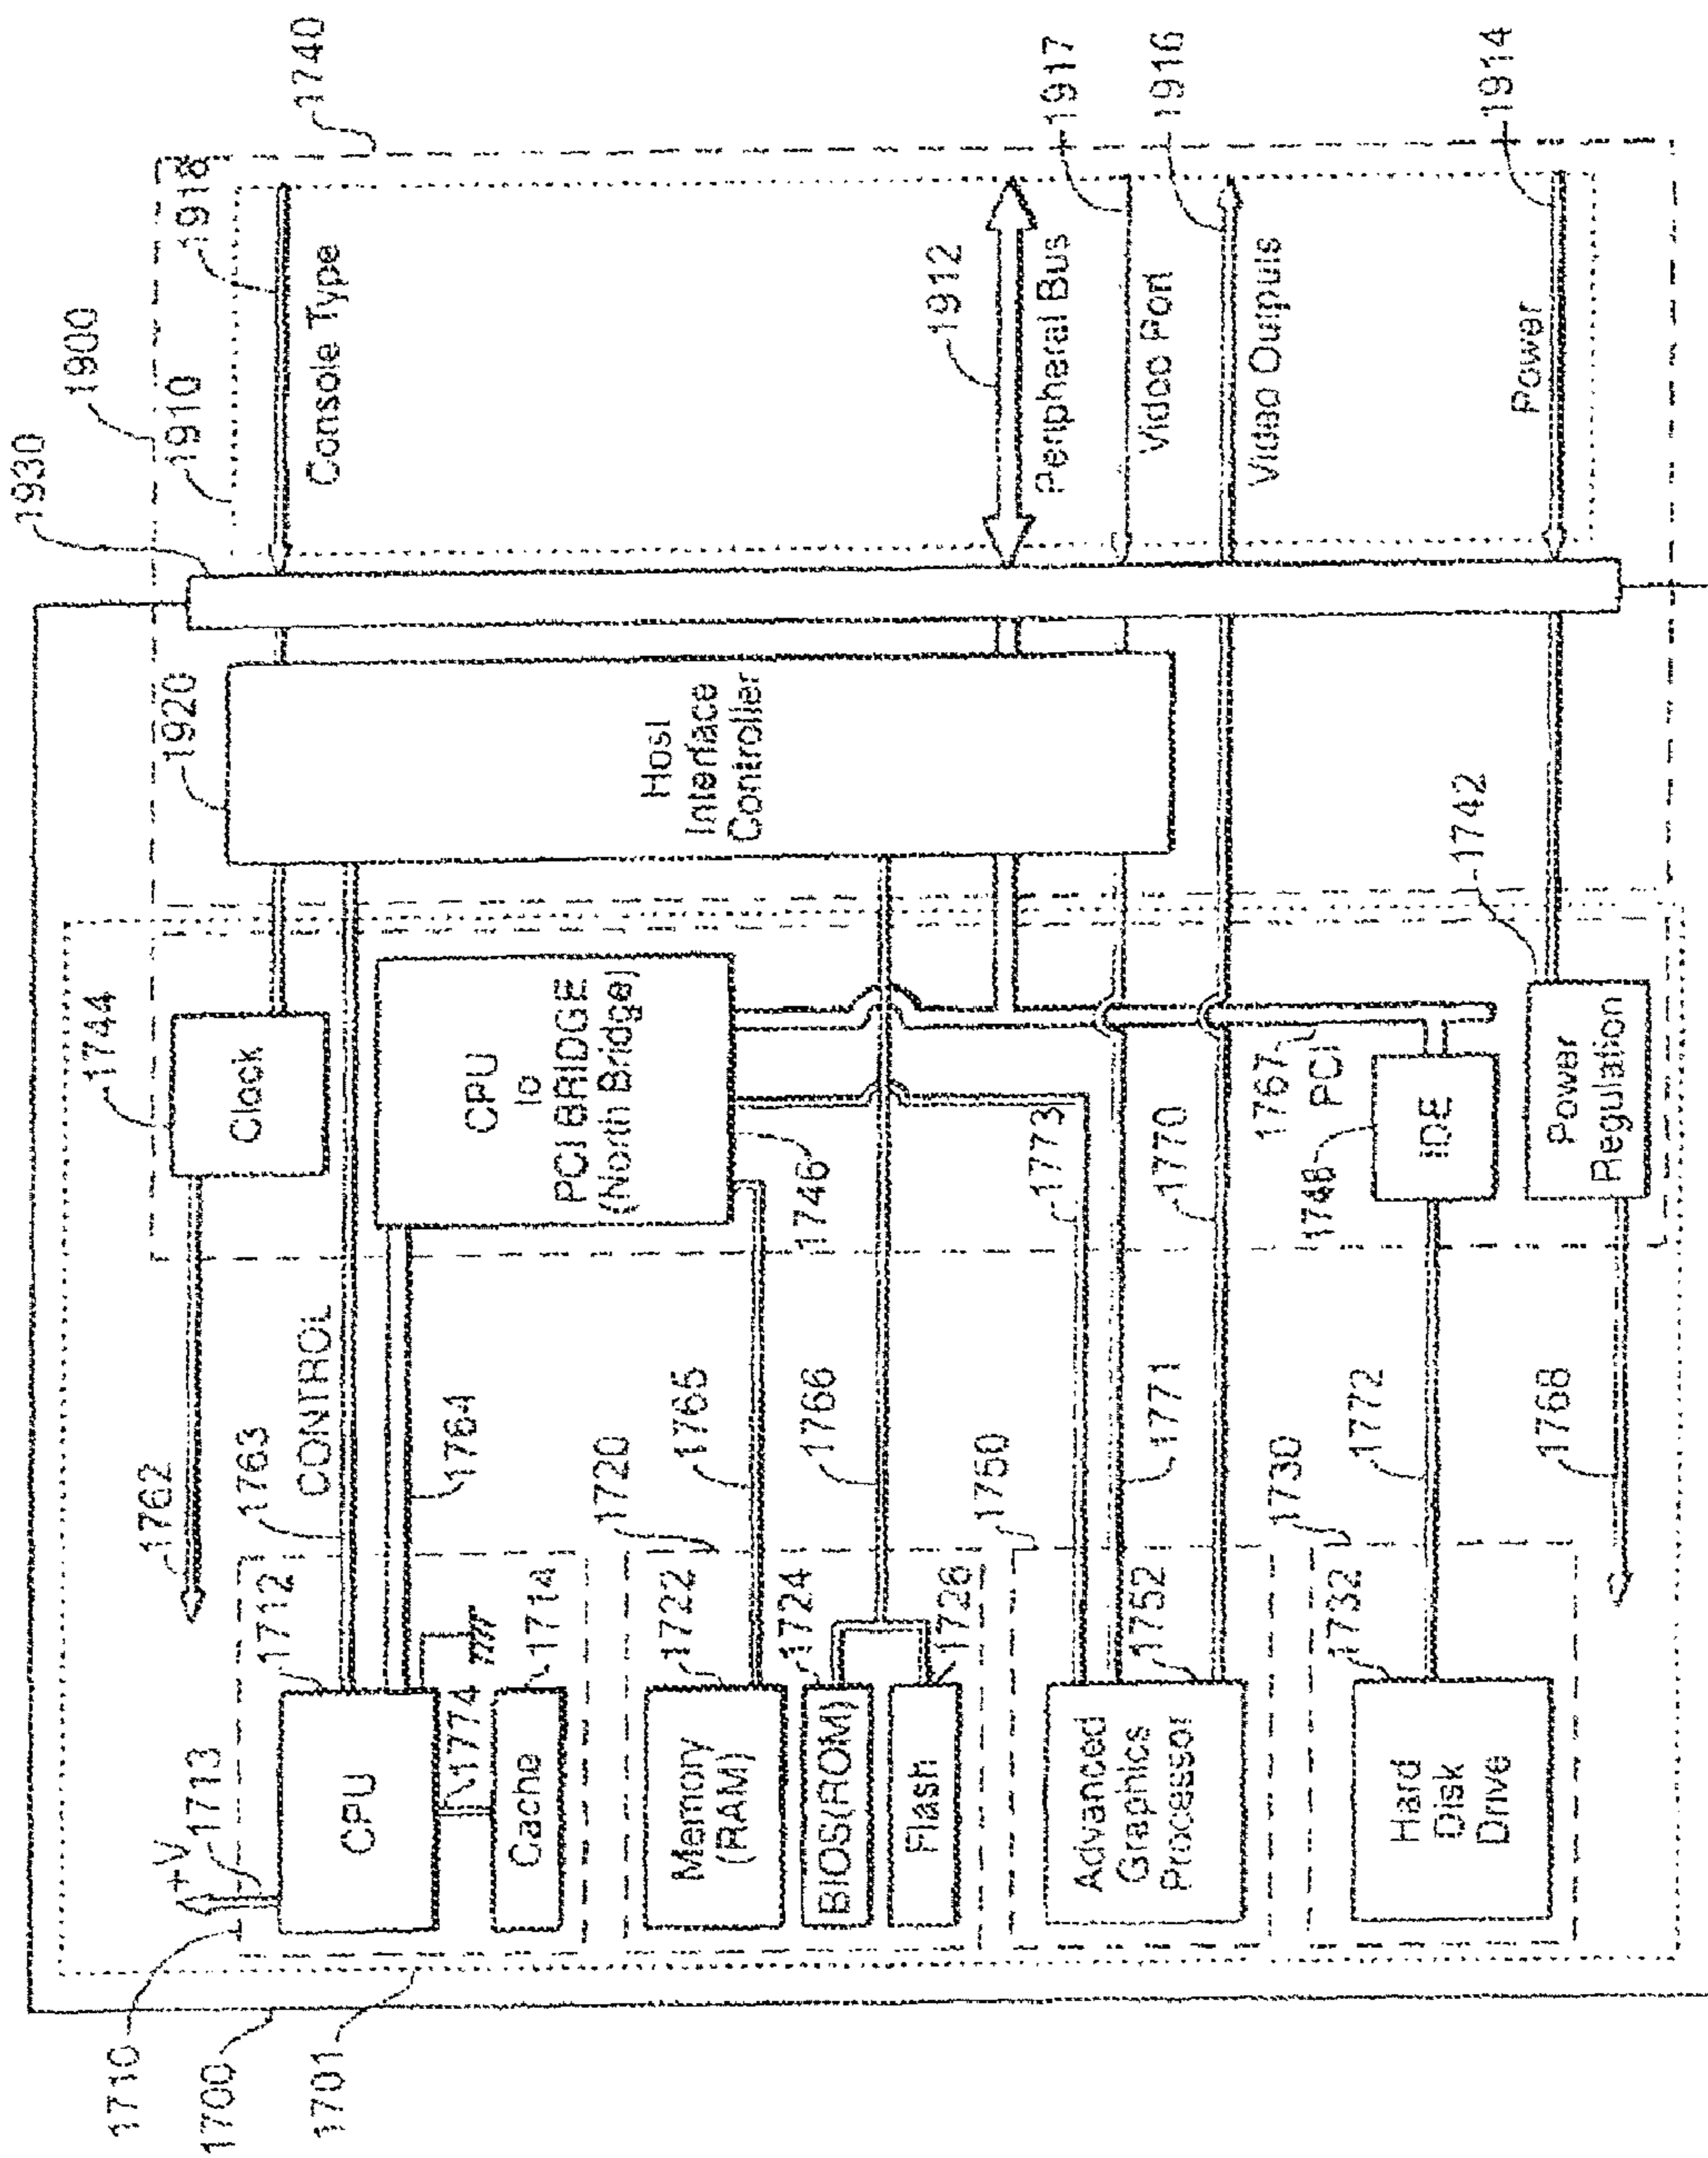 1710
1700
1701
+V
1713
CPU
1712
1774
Cache
1714
Memory
(RAM)
1722
BIOS(ROM)
1724
Flash
1726
Advanced
Graphics
Processor
1752
Hard
Disk
Drive
1732
1762
1763
CONTROL
1764
1720
1765
1766
1750
1771
1730
1772
1768
1744
Clock
CPU
to
PCI BRIDGE
(North Bridge)
1746
1773
1770
1767
PCI
1748
IDE
Power
Regulation
1742
1920
Host
Interface
Controller
1930
1910
1900
1918
Console Type
1740
1912
Peripheral Bus
1917
Video Port
1916
Video Outputs
1914
Power